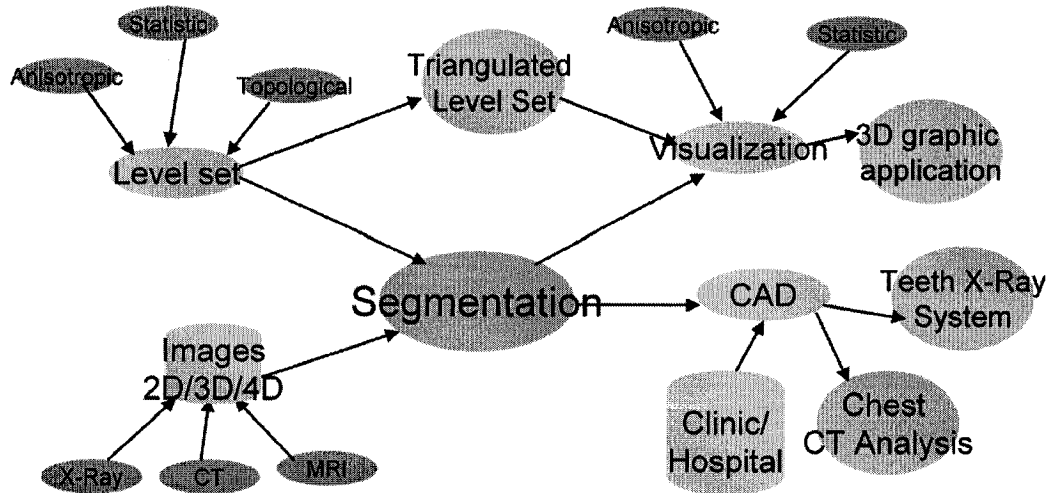 Statistic
Anisotropic
Topological
Level set
Triangulated
Level Set
Anisotropic
Statistic
Visualization
3D graphic
application
Segmentation
Images
2D/3D/4D
X-Ray
CT
MRI
CAD
Clinic/
Hospital
Teeth X-Ray
System
Chest
CT Analysis